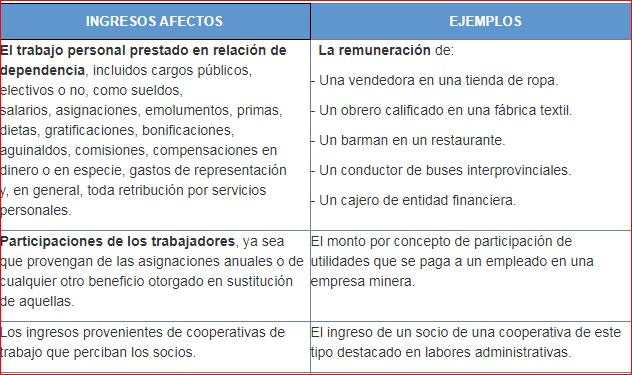 INGRESOS AFECTOS
EJEMPLOS
El trabajo personal prestado en relación de
dependencia, incluidos cargos públicos,
electivos o no, como sueldos,
salarios, asignaciones, emolumentos, primas,
dietas, gratificaciones, bonificaciones,
aguinaldos, comisiones, compensaciones en
dinero o en especie, gastos de representación
y, en general, toda retribución por servicios
personales.
La remuneración de:
- Una vendedora en una tienda de ropa.
- Un obrero calificado en una fábrica textil.
- Un barman en un restaurante.
- Un conductor de buses interprovinciales.
- Un cajero de entidad financiera.
Participaciones de los trabajadores, ya sea
que provengan de las asignaciones anuales o de
cualquier otro beneficio otorgado en sustitución
de aquellas.
El monto por concepto de participación de
utilidades que se paga a un empleado en una
empresa minera.
Los ingresos provenientes de cooperativas de
trabajo que perciban los socios.
El ingreso de un socio de una cooperativa de este
tipo destacado en labores administrativas.